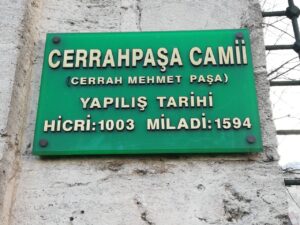 CERRAHPAŞA CAMİİ
(CERRAH MEHMET PAŞA)
YAPILIŞ TARİHİ
HİCRİ:1003 MİLADİ:1594